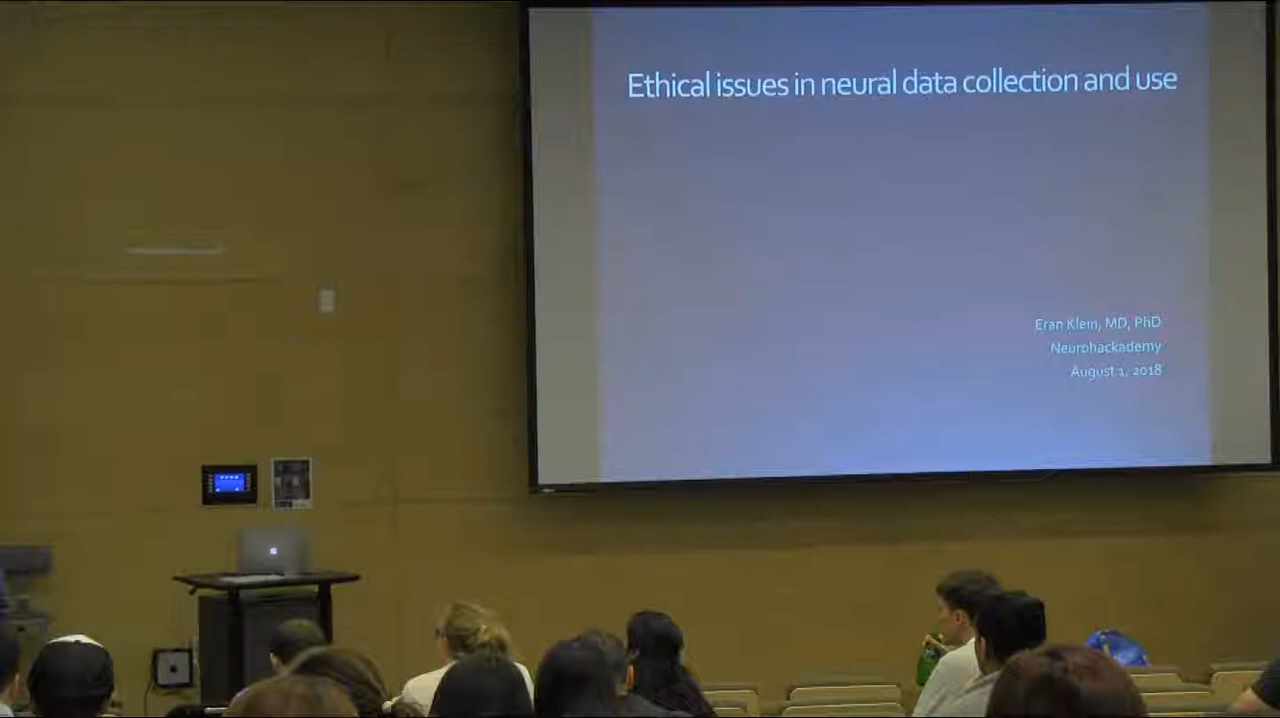 Ethical issues in neural data collection and use
Eran Klein, MD, PhD
Neurohackademy
August 1, 2018